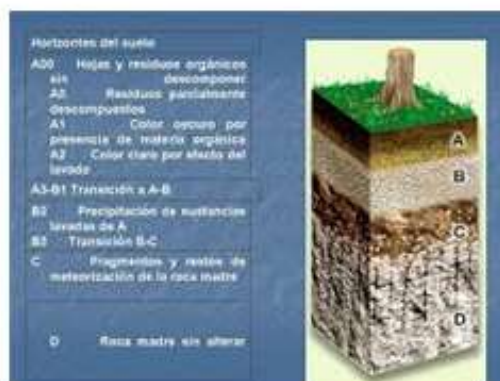 Horizontes del suelo
A00 Hojas y residuos orgánicos
sin descomponer
A0 Residuos parcialmente
descompuestos
A1 Color oscuro por
presencia de materia orgánica
A2 Color claro por efecto del
lavado
A3-B1 Transición a A-B
B2 Precipitación de sustancias
lavadas de A
B3 Transición B-C
C Fragmentos y restos de
meteorización de la roca madre
D Roca madre sin alterar
A
B
C
D